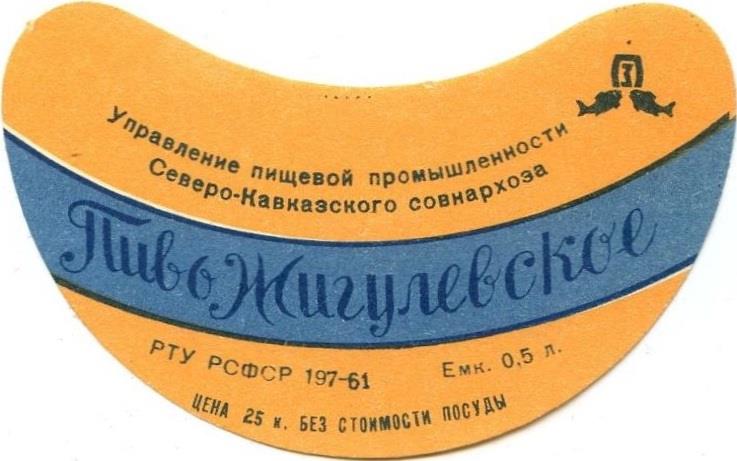 Управление пищевой промышленности
Северо-Кавказского совнархоза
Пиво Жигулевское
РТУ РСФСР 197-61 Емк. 0,5 л.
ЦЕНА 25 к. БЕЗ СТОИМОСТИ ПОСУДЫ